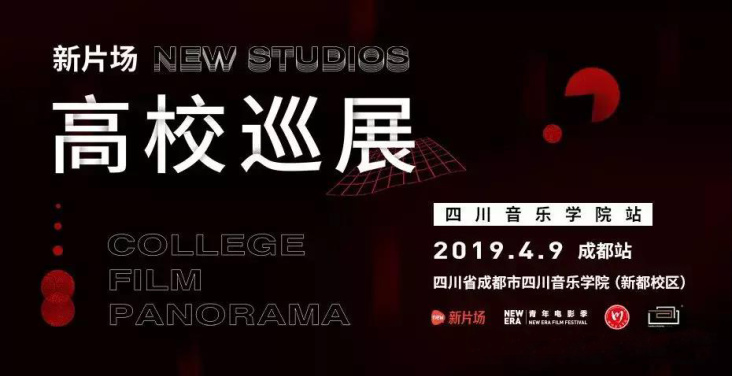 新片场 NEW STUDIOS
高校巡展
COLLEGE
FILM
PANORAMA
四川音乐学院站
2019.4.9 成都站
四川省成都市四川音乐学院（新都校区）
新片场 NEW ERA 青年电影季 NEW ERA FILM FESTIVAL